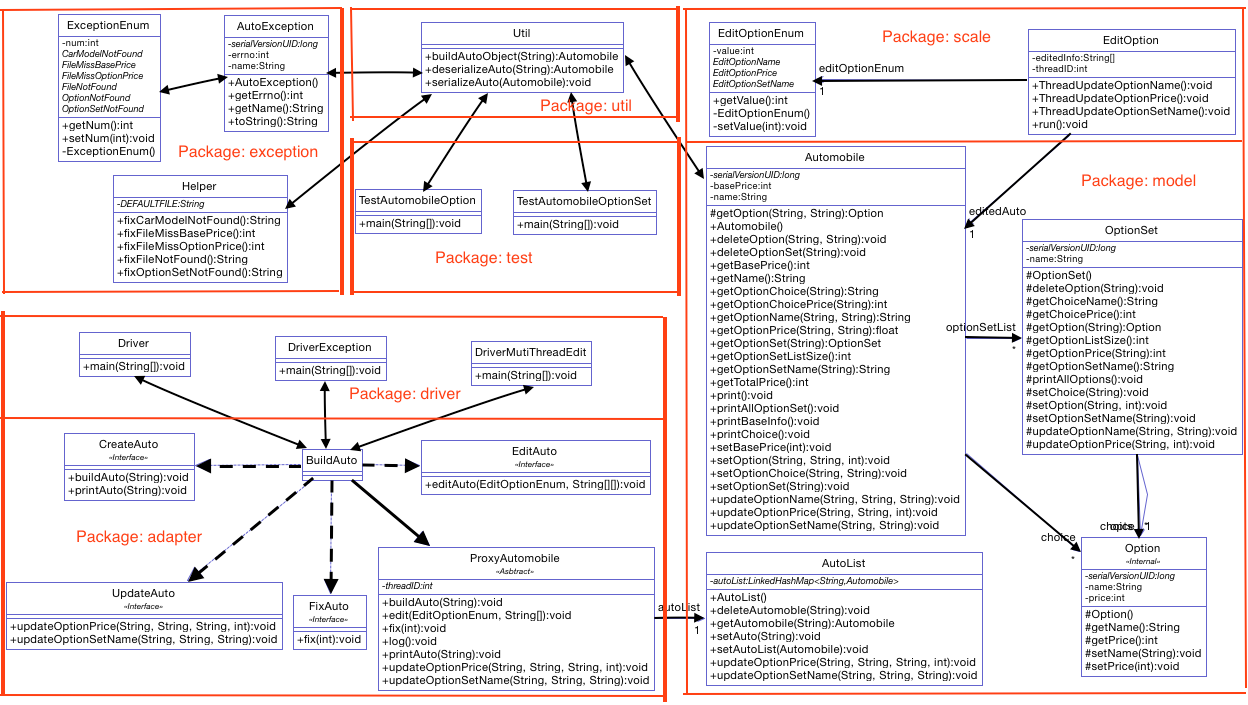 ExceptionEnum
-num:int
CarModelNotFound
FileMissBasePrice
FileMissOptionPrice
FileNotFound
OptionNotFound
OptionSetNotFound
+getNum():int
+setNum(int):void
-ExceptionEnum()
AutoException
-serialVersionUID:long
-errno:int
-name:String
+AutoException()
+getErrno():int
+getName():String
+toString():String
Package: exception
Helper
-DEFAULTFILE:String
+fixCarModelNotFound():String
+fixFileMissBasePrice():int
+fixFileMissOptionPrice():int
+fixFileNotFound():String
+fixOptionSetNotFound():String
Util
+buildAutoObject(String):Automobile
+deserializeAuto(String):Automobile
+serializeAuto(Automobile):void
Package: util
TestAutomobileOption
+main(String[]):void
TestAutomobileOptionSet
+main(String[]):void
Package: test
EditOptionEnum
-value:int
EditOptionName
EditOptionPrice
EditOptionSetName
+getValue():int
-EditOptionEnum()
-setValue(int):void
Package: scale
editOptionEnum
1
EditOption
-editedInfo:String[]
-threadID:int
+ThreadUpdateOptionName():void
+ThreadUpdateOptionPrice():void
+ThreadUpdateOptionSetName():void
+run():void
Automobile
-serialVersionUID:long
-basePrice:int
-name:String
#getOption(String, String):Option
+Automobile()
+deleteOption(String, String):void
+deleteOptionSet(String):void
+getBasePrice():int
+getName():String
+getOptionChoice(String):String
+getOptionChoicePrice(String):int
+getOptionName(String, String):String
+getOptionPrice(String, String):float
+getOptionSet(String):OptionSet
+getOptionSetListSize():int
+getOptionSetName(String):String
+getTotalPrice():int
+print():void
+printAllOptionSet():void
+printBaseInfo():void
+printChoice():void
+setBasePrice(int):void
+setOption(String, String, int):void
+setOptionChoice(String, String):void
+setOptionSet(String):void
+updateOptionName(String, String, String):void
+updateOptionPrice(String, String, int):void
+updateOptionSetName(String, String):void
Package: model
editedAuto
1
OptionSet
-serialVersionUID:long
-name:String
#OptionSet()
#deleteOption(String):void
#getChoiceName():String
#getChoicePrice():int
#getOption(String):Option
#getOptionListSize():int
#getOptionPrice(String):int
#getOptionSetName():String
#printAllOptions():void
#setChoice(String):void
#setOption(String, int):void
#setOptionSetName(String):void
#updateOptionName(String, String):void
#updateOptionPrice(String, int):void
optionSetList
*
choice
*
1
Option
«Internal»
-serialVersionUID:long
-name:String
-price:int
#Option()
#getName():String
#getPrice():int
#setName(String):void
#setPrice(int):void
AutoList
-autoList:LinkedHashMap<String,Automobile>
+AutoList()
+deleteAutomoble(String):void
+getAutomobile(String):Automobile
+setAuto(String):void
+setAutoList(Automobile):void
+updateOptionPrice(String, String, String, int):void
+updateOptionSetName(String, String, String):void
autoList
1
Driver
+main(String[]):void
DriverException
+main(String[]):void
DriverMutiThreadEdit
+main(String[]):void
Package: driver
CreateAuto
«Interface»
+buildAuto(String):void
+printAuto(String):void
BuildAuto
EditAuto
«Interface»
+editAuto(EditOptionEnum, String[][]):void
Package: adapter
UpdateAuto
«Interface»
+updateOptionPrice(String, String, String, int):void
+updateOptionSetName(String, String, String):void
FixAuto
«Interface»
+fix(int):void
ProxyAutomobile
«Asbtract»
-threadID:int
+buildAuto(String):void
+edit(EditOptionEnum, String[]):void
+fix(int):void
+log():void
+printAuto(String):void
+updateOptionPrice(String, String, String, int):void
+updateOptionSetName(String, String, String):void